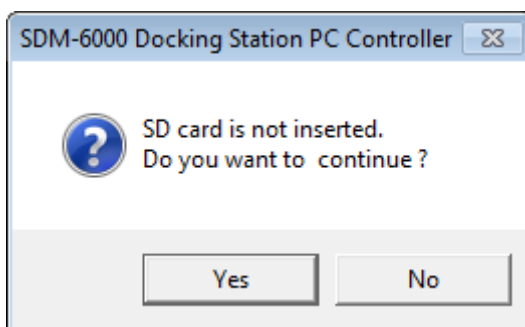 SDM-6000 Docking Station PC Controller
SD card is not inserted.
Do you want to  continue ?
Yes
No